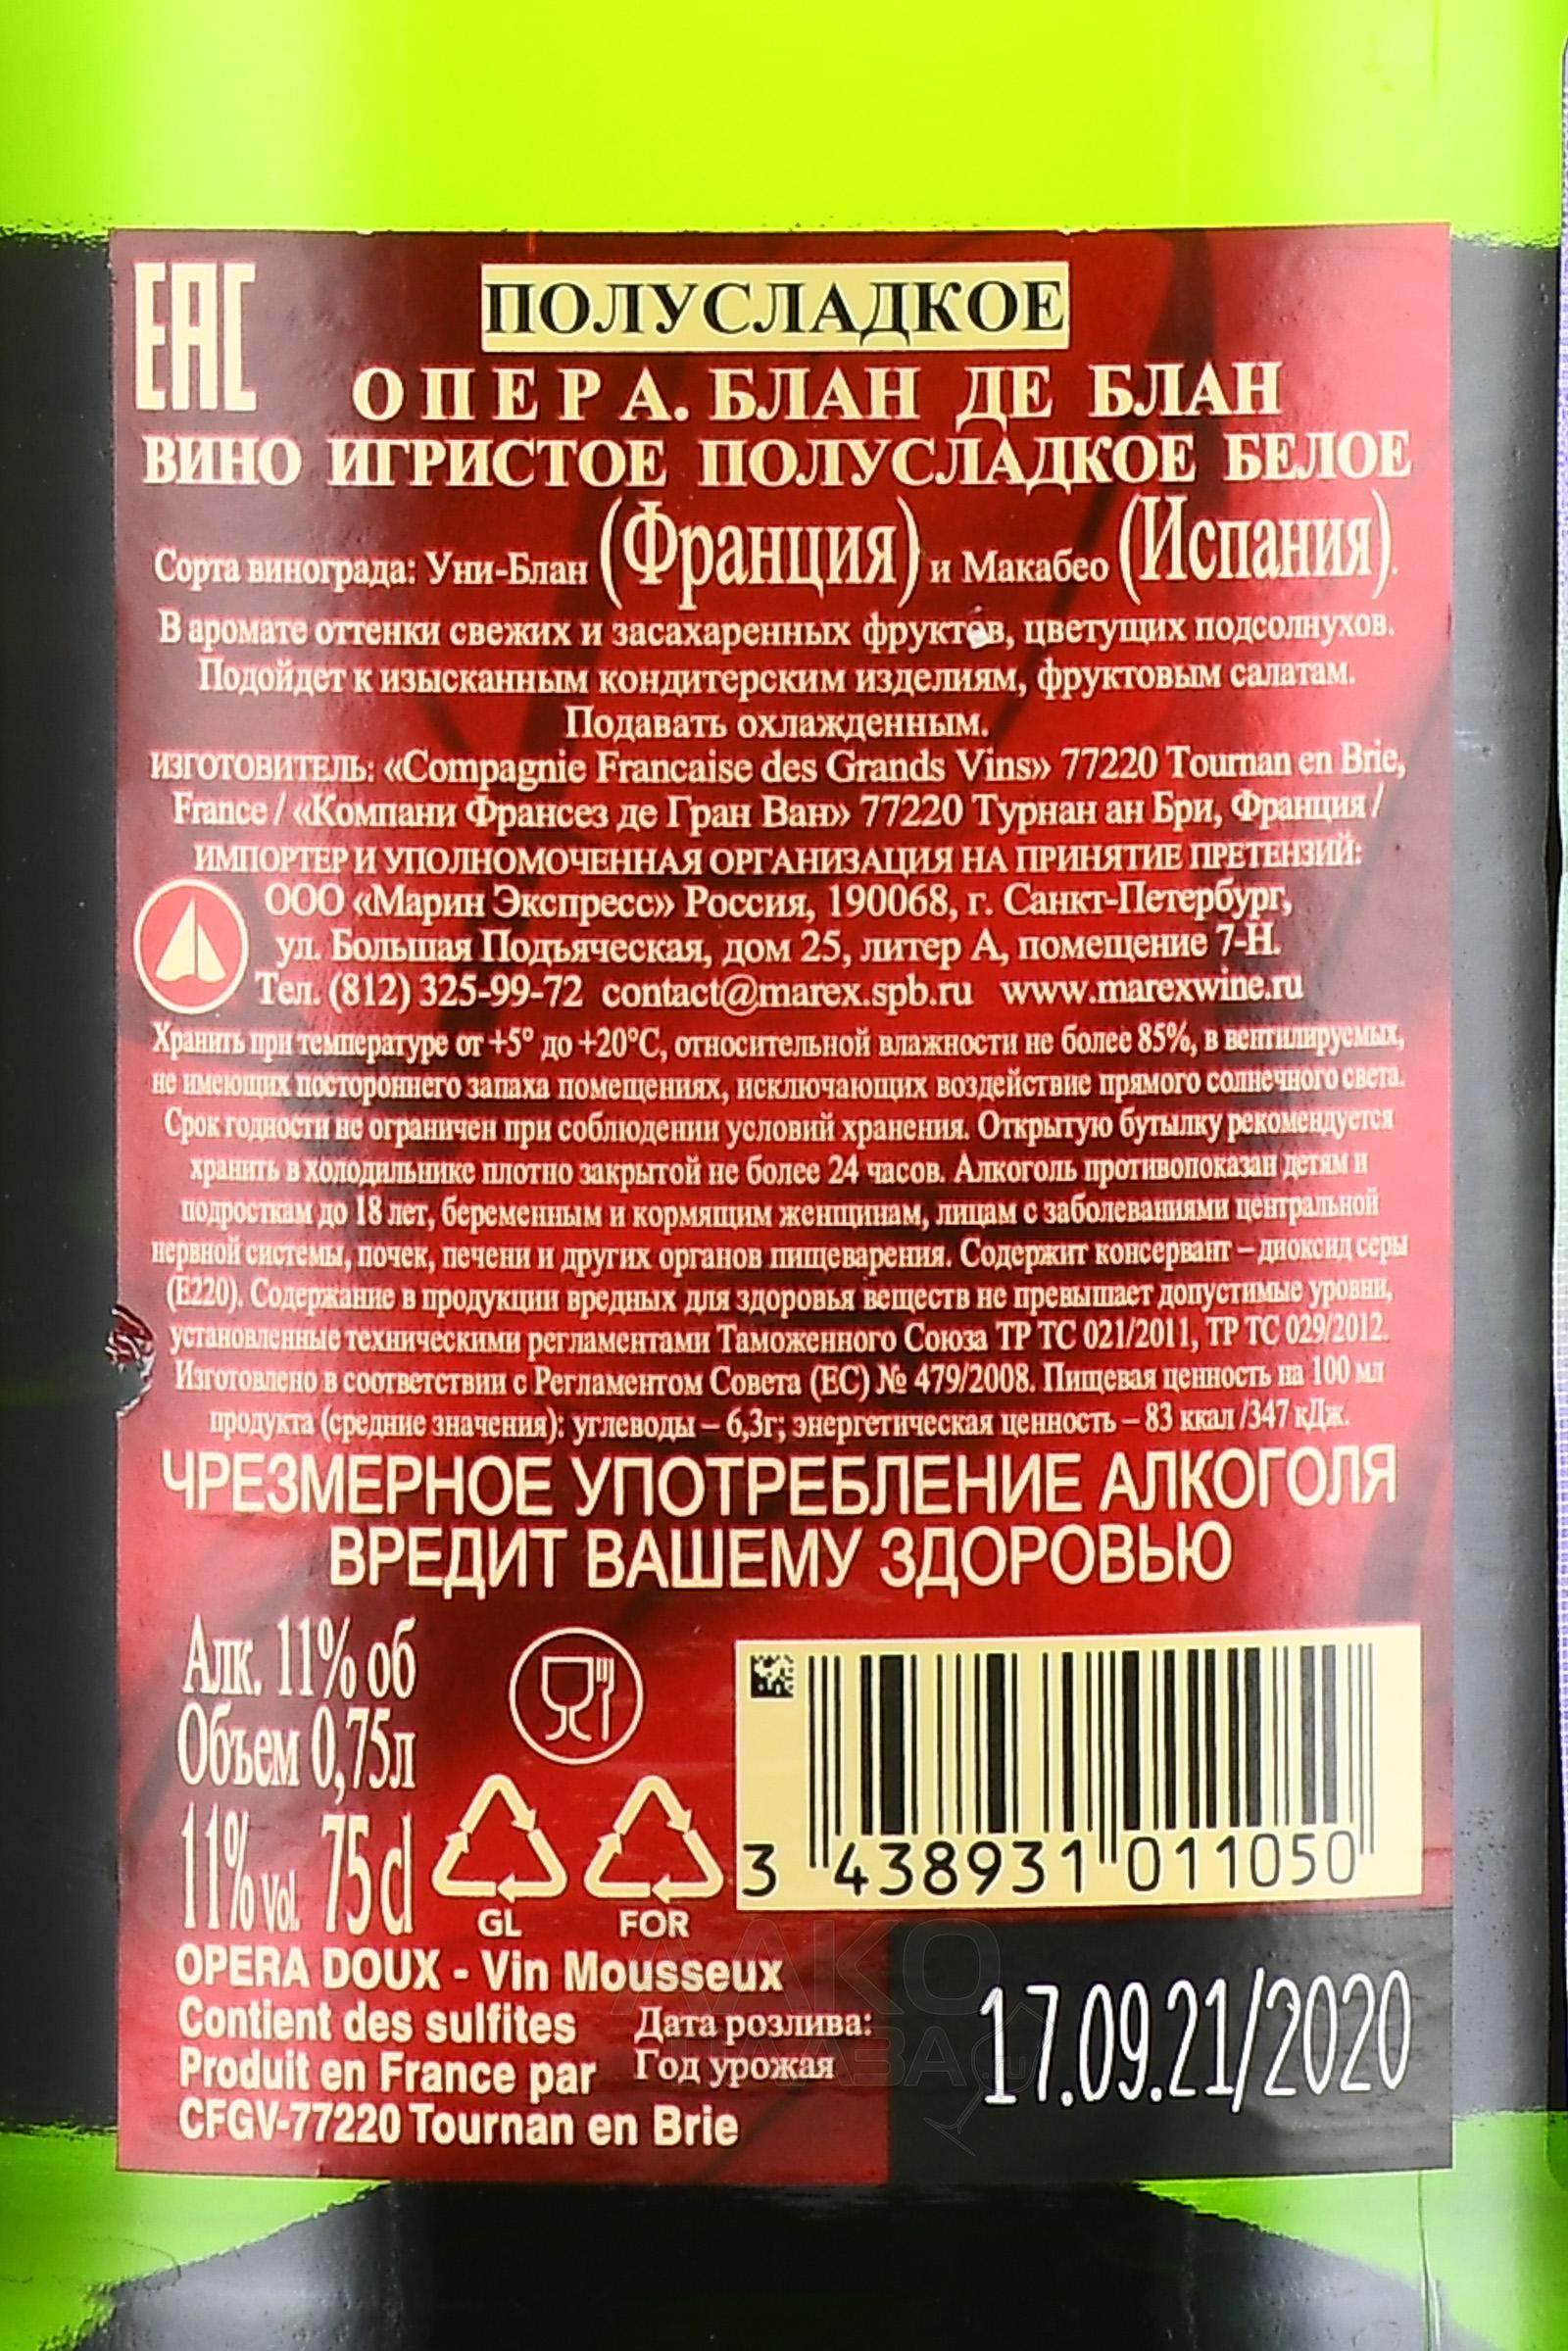 EAC
ПОЛУСЛАДКОЕ
ОПЕРА. БЛАН ДЕ БЛАН
ВИНО ИГРИСТОЕ ПОЛУСЛАДКОЕ БЕЛОЕ
Сорта винограда: Уни-Блан (Франция) и Макабео (Испания).
В аромате оттенки свежих и засахаренных фруктов, цветущих подсолнухов.
Подойдет к изысканным кондитерским изделиям, фруктовым салатам.
Подавать охлажденным.
ИЗГОТОВИТЕЛЬ: «Compagnie Francaise des Grands Vins» 77220 Tournan en Brie,
France / «Компани Франсез де Гран Ван» 77220 Турнан ан Бри, Франция /
ИМПОРТЕР И УПОЛНОМОЧЕННАЯ ОРГАНИЗАЦИЯ НА ПРИНЯТИЕ ПРЕТЕНЗИЙ:
ООО «Марин Экспресс» Россия, 190068, г. Санкт-Петербург,
ул. Большая Подъяческая, дом 25, литер А, помещение 7-Н.
Тел. (812) 325-99-72 contact@marex.spb.ru www.marexwine.ru
Хранить при температуре от +5° до +20°С, относительной влажности не более 85%, в вентилируемых,
не имеющих постороннего запаха помещениях, исключающих воздействие прямого солнечного света.
Срок годности не ограничен при соблюдении условий хранения. Открытую бутылку рекомендуется
хранить в холодильнике плотно закрытой не более 24 часов. Алкоголь противопоказан детям и
подросткам до 18 лет, беременным и кормящим женщинам, лицам с заболеваниями центральной
нервной системы, почек, печени и других органов пищеварения. Содержит консервант – диоксид серы
(Е220). Содержание в продукции вредных для здоровья веществ не превышает допустимые уровни,
установленные техническими регламентами Таможенного Союза ТР ТС 021/2011, ТР ТС 029/2012.
Изготовлено в соответствии с Регламентом Совета (ЕС) № 479/2008. Пищевая ценность на 100 мл
продукта (средние значения): углеводы – 6,3г; энергетическая ценность – 83 ккал /347 кДж.
ЧРЕЗМЕРНОЕ УПОТРЕБЛЕНИЕ АЛКОГОЛЯ
ВРЕДИТ ВАШЕМУ ЗДОРОВЬЮ
Алк. 11% об
Объем 0,75л
11% vol. 75 cl
GL
FOR
3 438931 011050
OPERA DOUX - Vin Mousseux
Contient des sulfites
Produit en France par
CFGV-77220 Tournan en Brie
Дата розлива:
Год урожая
17.09.21/2020
АЛКО
ПЛАЗА.ru